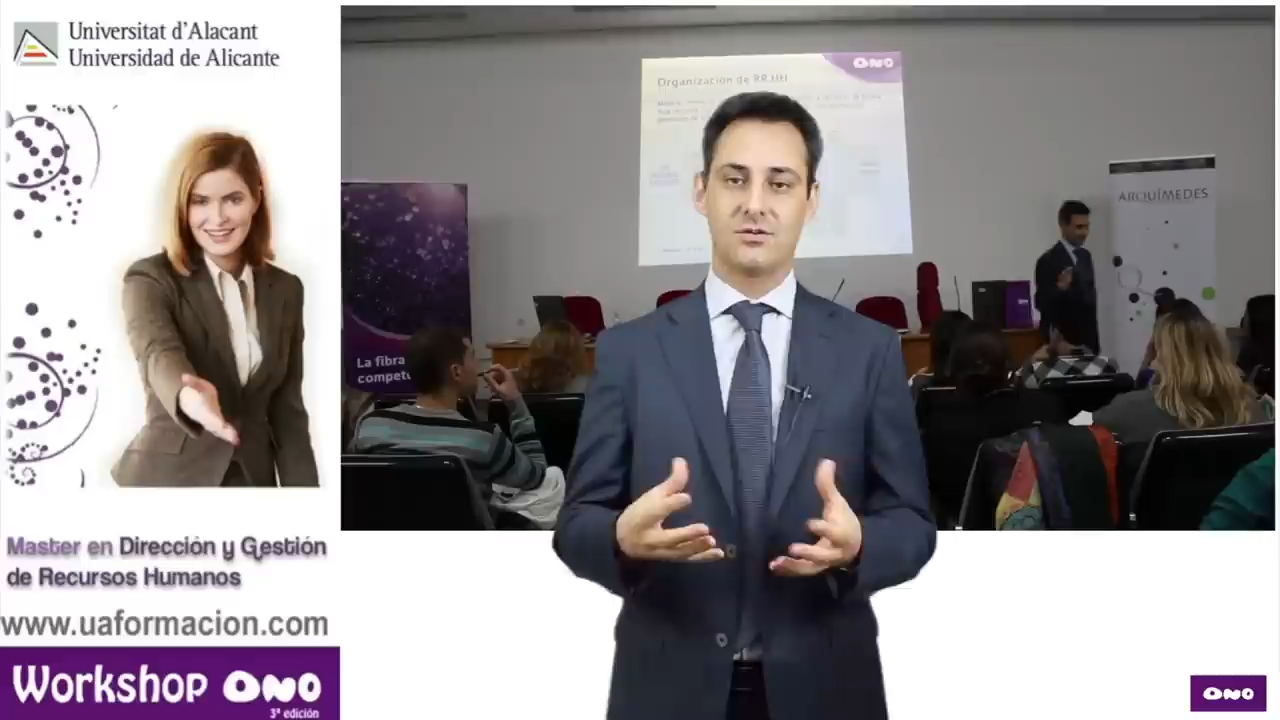 Universitat d'Alacant
Universidad de Alicante
Master en Dirección y Gestión
de Recursos Humanos
www.uaformacion.com
Workshop ONO
3ª edición
ONO
Organización de RR.HH
La fibra
ARQUÍMEDES
ONO